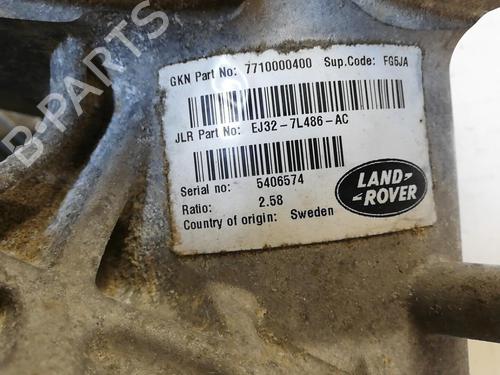 B-PARTS
GKN Part No: 7710000400 Sup.Code: FG5JA
JLR Part No: EJ32-7L486-AC
Serial no: 5406574
Ratio: 2.58
Country of origin: Sweden
LAND-
-ROVER